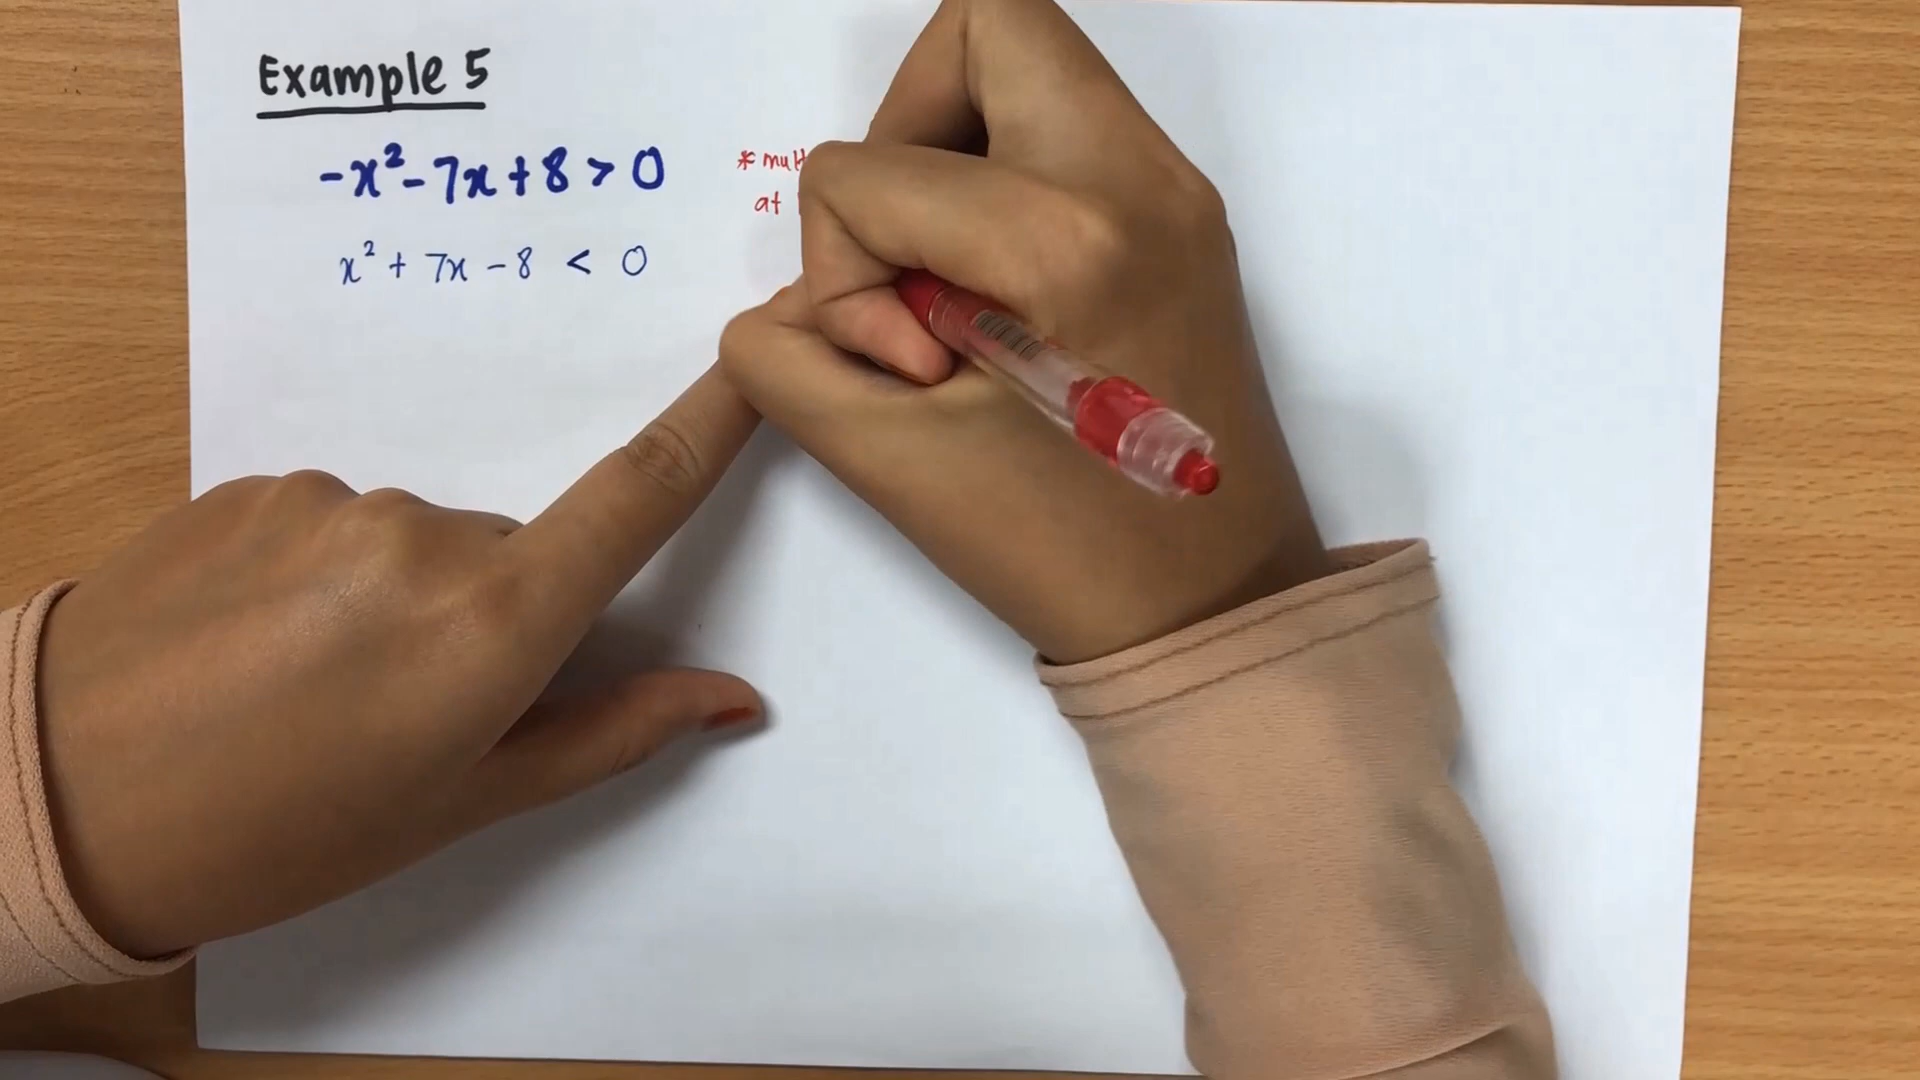 Example 5
-x² - 7x + 8 > 0
*
at
x² + 7x - 8 < 0